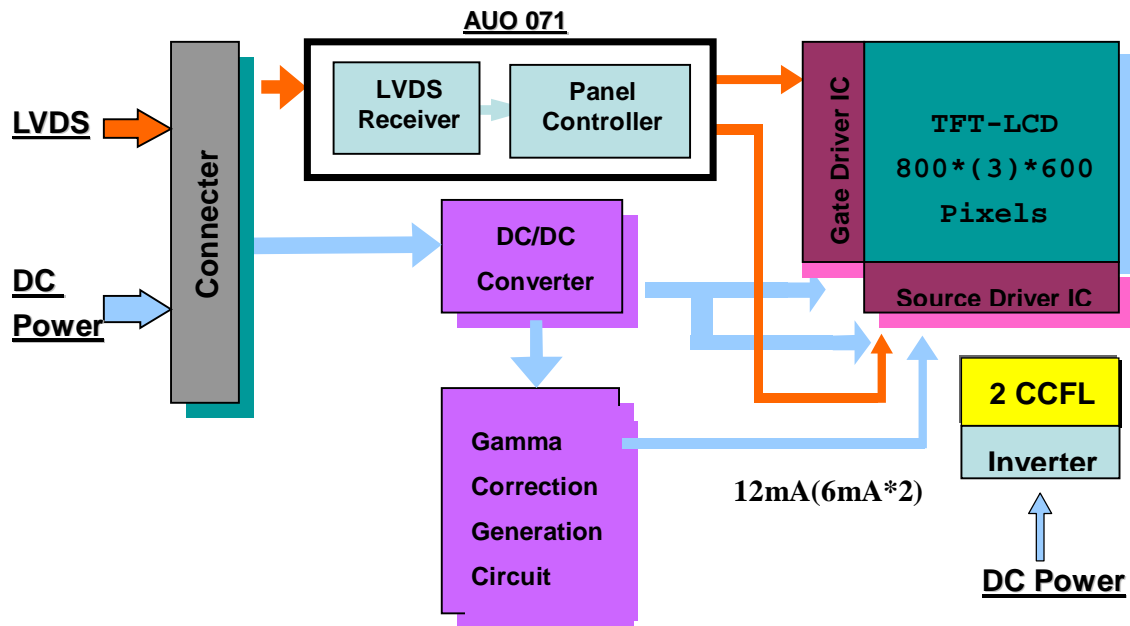 AUO 071
LVDS
DC
Power
Connecter
LVDS
Receiver
Panel
Controller
DC/DC
Converter
Gamma
Correction
Generation
Circuit
Gate Driver IC
TFT-LCD
800*(3)*600
Pixels
Source Driver IC
2 CCFL
Inverter
12mA(6mA*2)
DC Power